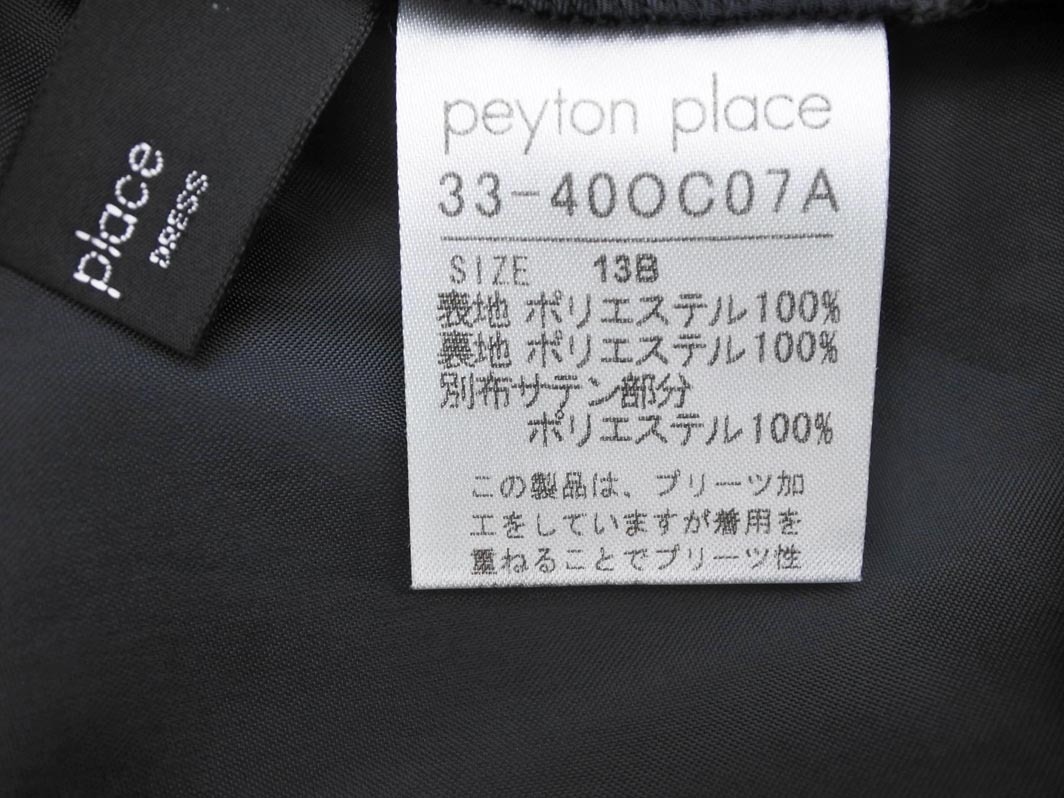 place
DRESS
peyton place
33-40OC07A
SIZE 13B
表地 ポリエステル100%
裏地 ポリエステル100%
別布サテン部分
ポリエステル100%
この製品は、プリーツ加
工をしていますが着用を
重ねることでプリーツ性